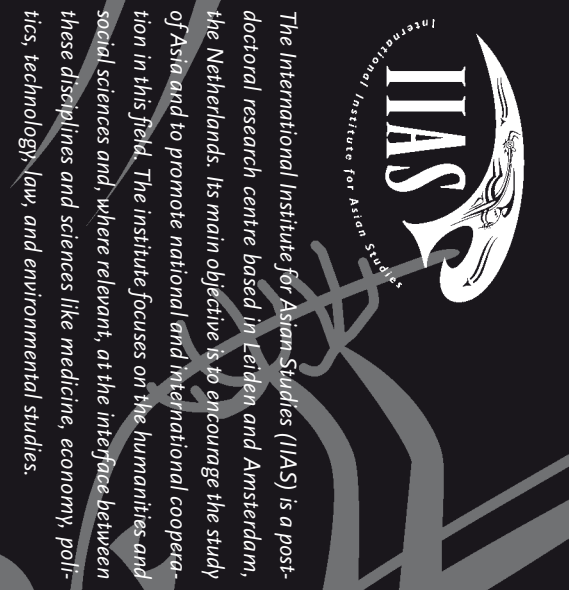 International Institute for Asian Studies
IIAS
The International Institute for Asian Studies (IIAS) is a post-
doctoral research centre based in Leiden and Amsterdam,
the Netherlands. Its main objective is to encourage the study
of Asia and to promote national and international coopera-
tion in this field. The institute focuses on the humanities and
social sciences and, where relevant, at the interface between
these disciplines and sciences like medicine, economy, poli-
tics, technology, law, and environmental studies.